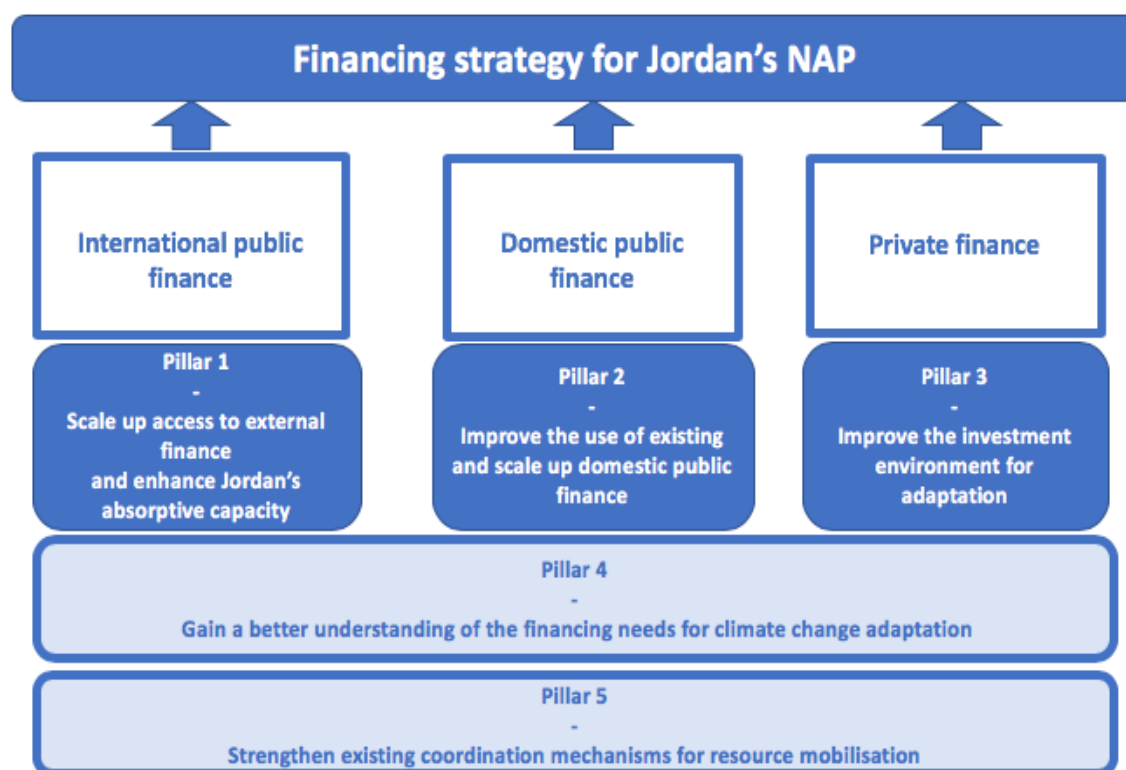 Financing strategy for Jordan's NAP
International public
finance
Domestic public
finance
Private finance
Pillar 1
-
Scale up access to external
finance
and enhance Jordan's
absorptive capacity
Pillar 2
-
Improve the use of existing
and scale up domestic public
finance
Pillar 3
-
Improve the investment
environment for
adaptation
Pillar 4
-
Gain a better understanding of the financing needs for climate change adaptation
Pillar 5
-
Strengthen existing coordination mechanisms for resource mobilisation